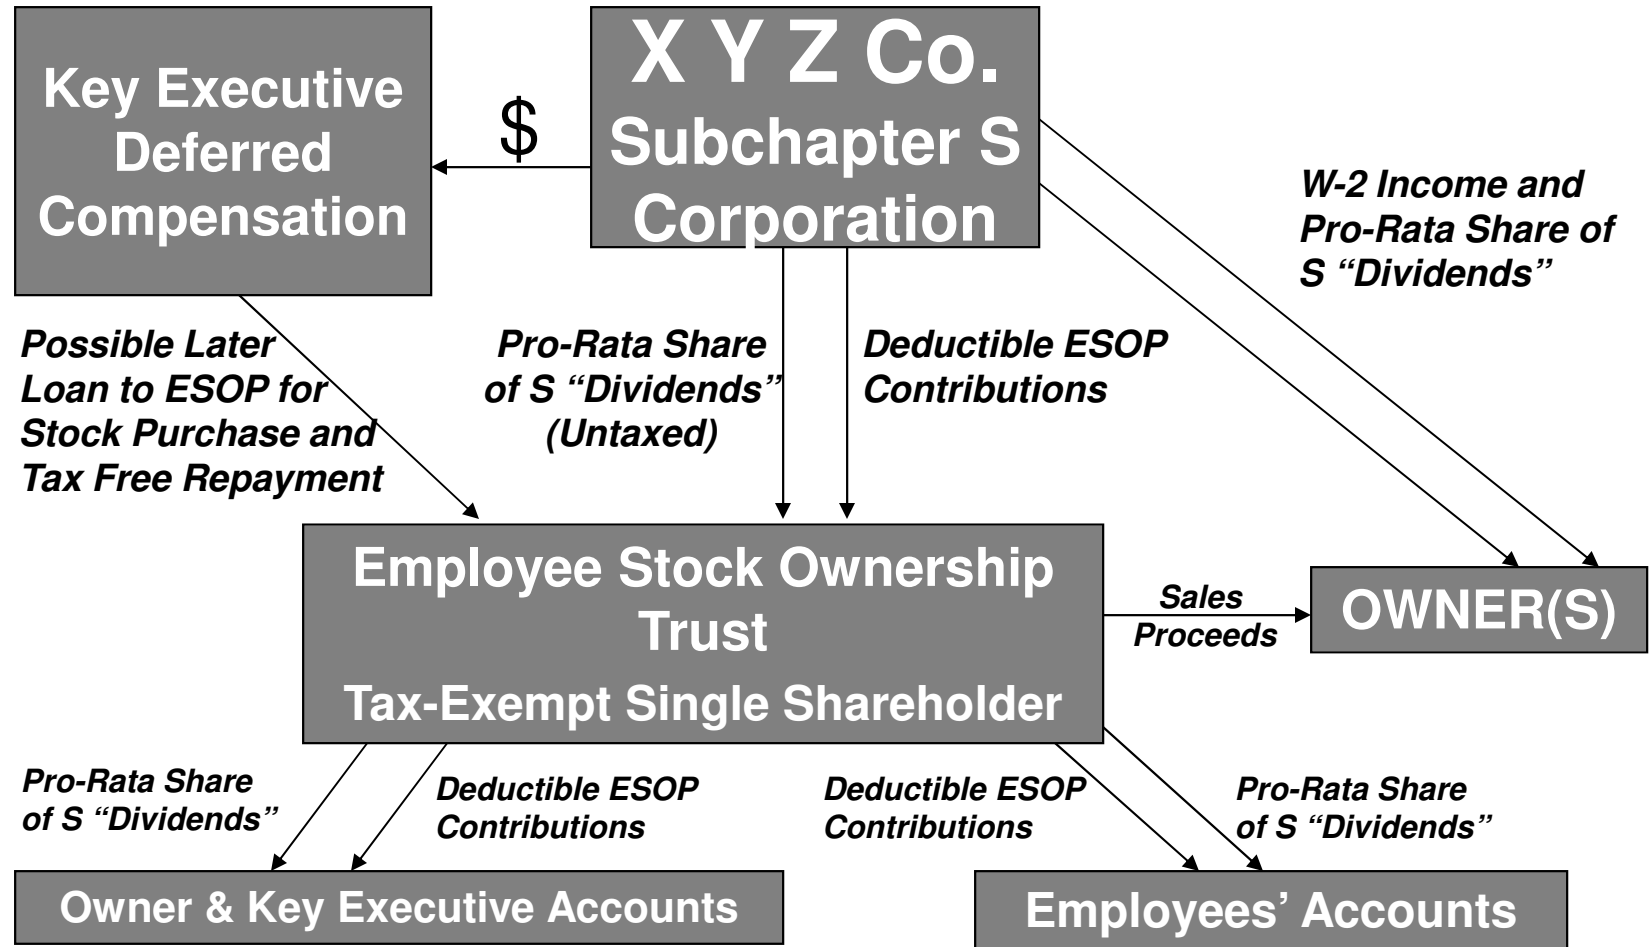 Key Executive
Deferred
Compensation
$
X Y Z Co.
Subchapter S
Corporation
W-2 Income and
Pro-Rata Share of
S “Dividends”
Possible Later
Loan to ESOP for
Stock Purchase and
Tax Free Repayment
Pro-Rata Share
of S “Dividends”
(Untaxed)
Deductible ESOP
Contributions
Employee Stock Ownership
Trust
Tax-Exempt Single Shareholder
Sales
Proceeds
OWNER(S)
Pro-Rata Share
of S “Dividends”
Deductible ESOP
Contributions
Deductible ESOP
Contributions
Pro-Rata Share
of S “Dividends”
Owner & Key Executive Accounts
Employees’ Accounts